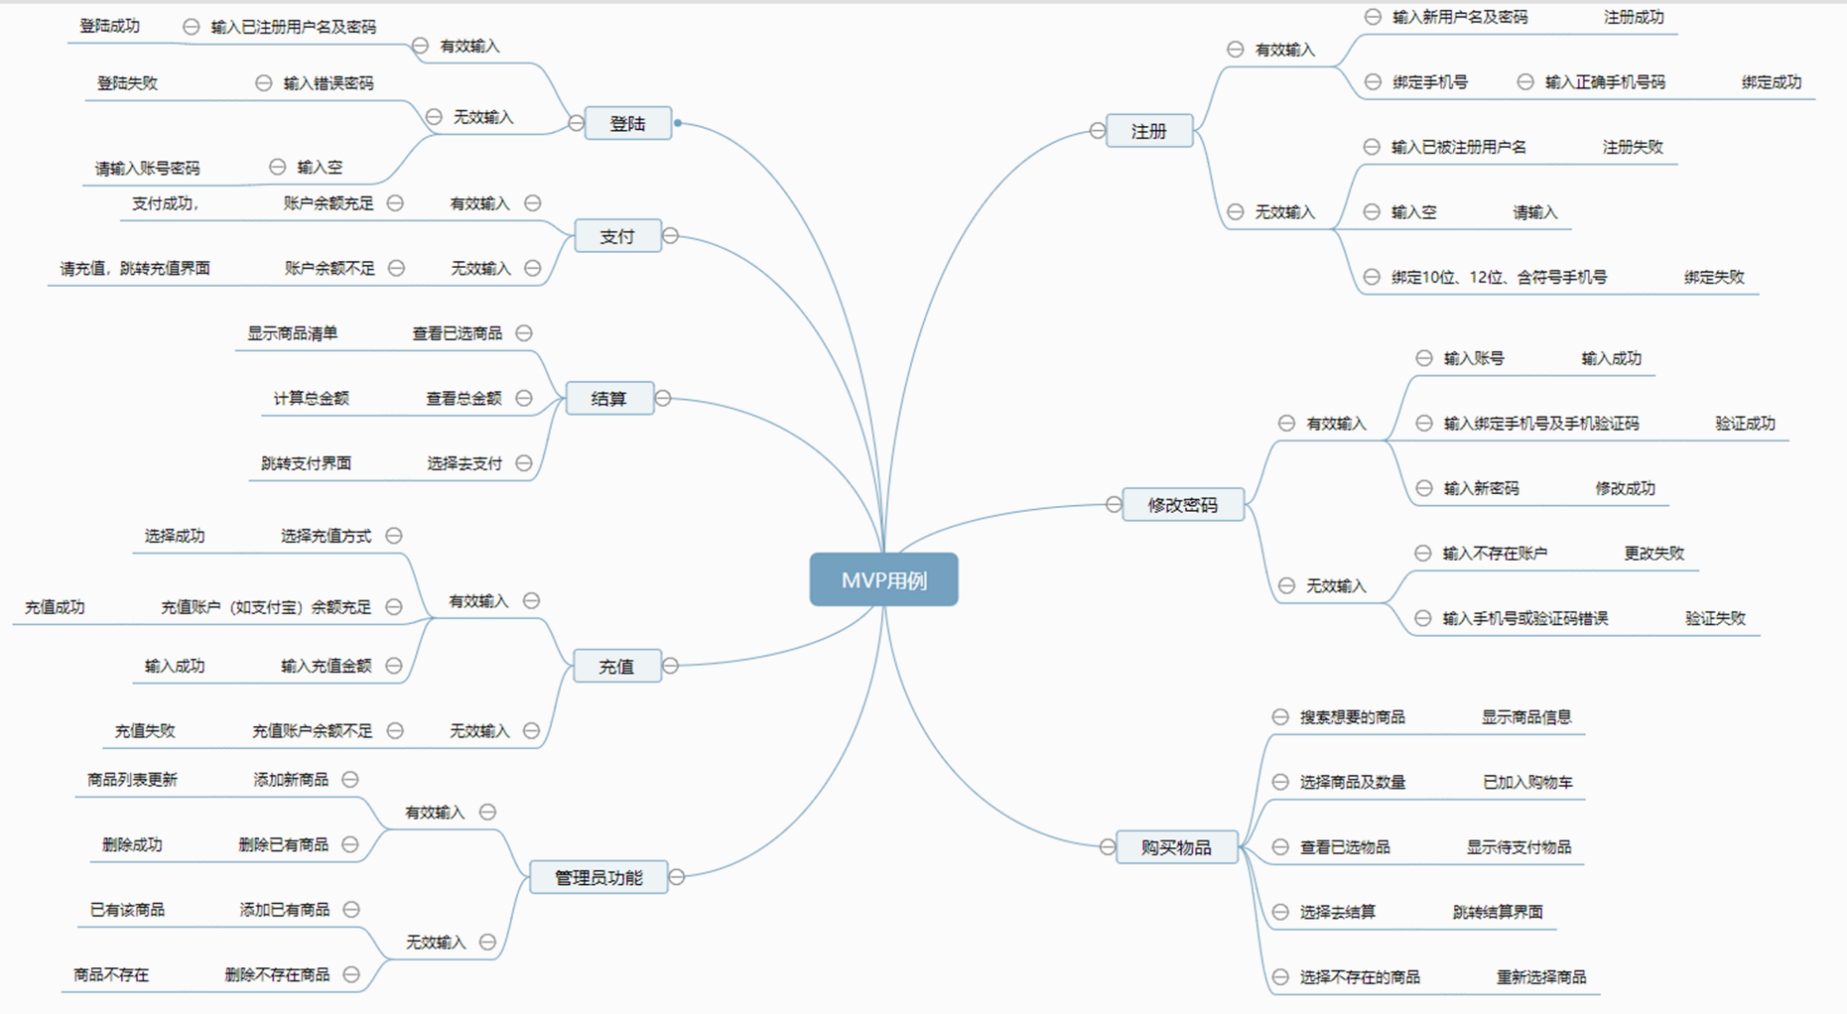 MVP用例
注册
有效输入
输入新用户名及密码
注册成功
绑定手机号
输入正确手机号码
绑定成功
无效输入
输入已被注册用户名
注册失败
输入空
请输入
绑定10位、12位、含符号手机号
绑定失败
修改密码
有效输入
输入账号
输入成功
输入绑定手机号及手机验证码
验证成功
输入新密码
修改成功
无效输入
输入不存在账户
更改失败
输入手机号或验证码错误
验证失败
购买物品
搜索想要的商品
显示商品信息
选择商品及数量
已加入购物车
查看已选物品
显示待支付物品
选择去结算
跳转结算界面
选择不存在的商品
重新选择商品
登陆
有效输入
输入已注册用户名及密码
登陆成功
无效输入
输入错误密码
登陆失败
输入空
请输入账号密码
支付
有效输入
账户余额充足
支付成功，
无效输入
账户余额不足
请充值，跳转充值界面
结算
查看已选商品
显示商品清单
查看总金额
计算总金额
选择去支付
跳转支付界面
充值
有效输入
选择充值方式
选择成功
充值账户（如支付宝）余额充足
充值成功
输入充值金额
输入成功
无效输入
充值账户余额不足
充值失败
管理员功能
有效输入
添加新商品
商品列表更新
删除已有商品
删除成功
无效输入
添加已有商品
已有该商品
删除不存在商品
商品不存在